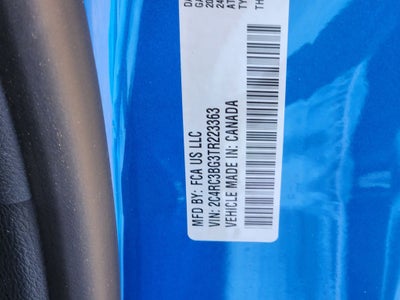 MFD BY: FCA US LLC
VIN: 2C4RC3BG3TR223363
VEHICLE MADE IN: CANADA